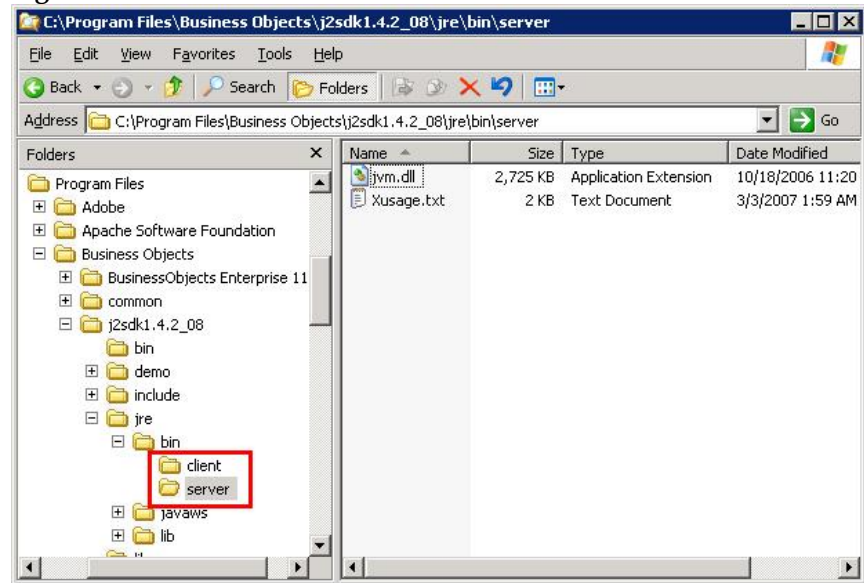 C:\Program Files\Business Objects\j2sdk1.4.2_08\jre\bin\server
File Edit View Favorites Tools Help
Back Search Folders
Address C:\Program Files\Business Objects\j2sdk1.4.2_08\jre\bin\server Go
Folders Name Size Type Date Modified
Program Files jvm.dll 2,725 KB Application Extension 10/18/2006 11:20
Adobe Xusage.txt 2 KB Text Document 3/3/2007 1:59 AM
Apache Software Foundation
Business Objects
BusinessObjects Enterprise 11
common
j2sdk1.4.2_08
bin
demo
include
jre
bin
client
server
javaws
lib